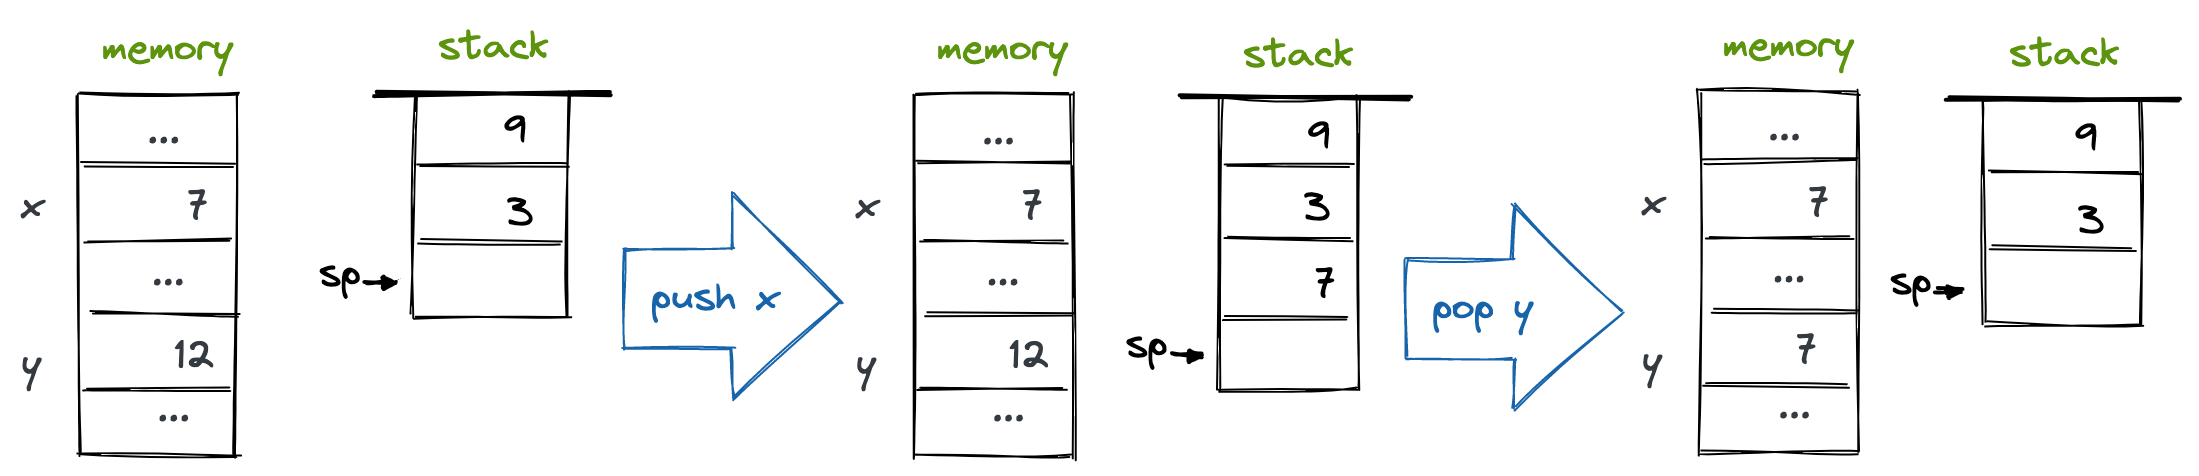 memory
stack
...
x 7
...
y 12
...
9
3
sp
push x
memory
stack
...
x 7
...
y 12
...
9
3
7
sp
pop y
memory
stack
...
x 7
...
y 7
...
9
3
sp